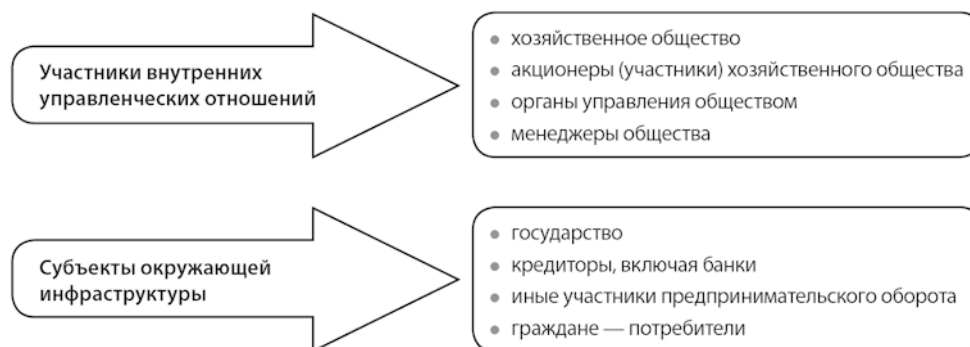 Участники внутренних
управленческих отношений
• хозяйственное общество
• акционеры (участники) хозяйственного общества
• органы управления обществом
• менеджеры общества
Субъекты окружающей
инфраструктуры
• государство
• кредиторы, включая банки
• иные участники предпринимательского оборота
• граждане — потребители